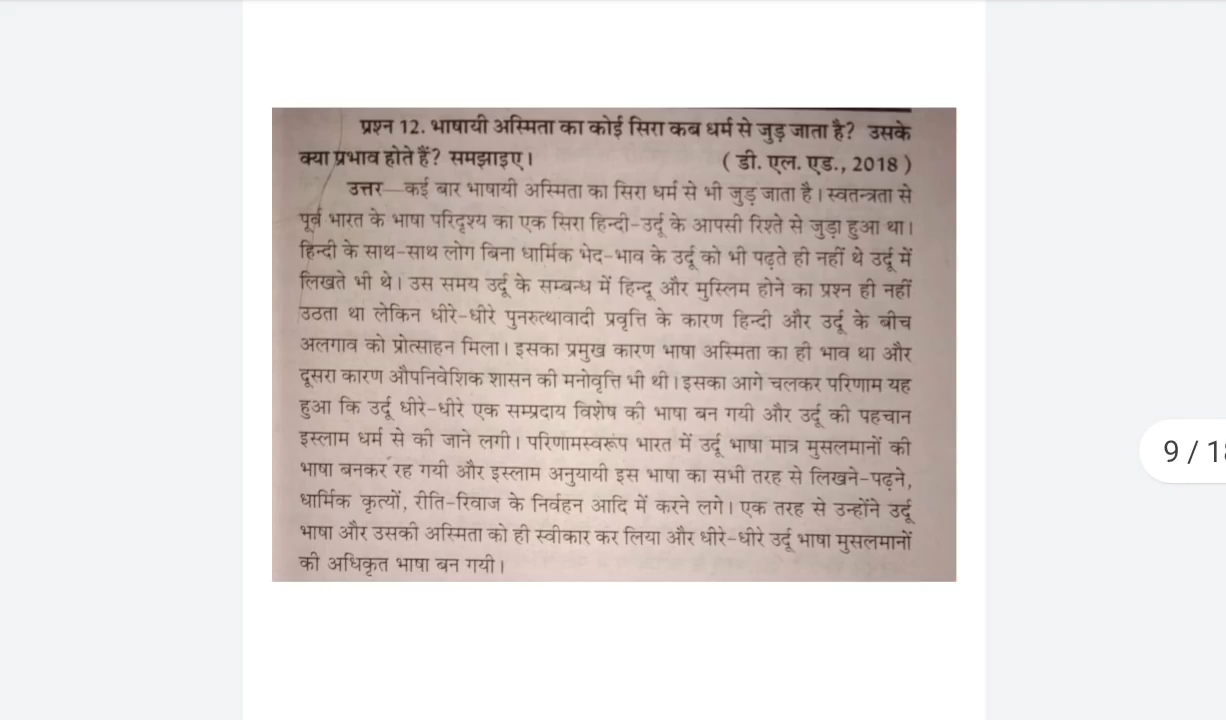 प्रश्न 12. भाषायी अस्मिता का कोई सिरा कब धर्म से जुड़ जाता है? उसके
क्या प्रभाव होते हैं? समझाइए। ( डी. एल. एड., 2018 )
उत्तर—कई बार भाषायी अस्मिता का सिरा धर्म से भी जुड़ जाता है। स्वतन्त्रता से
पूर्व भारत के भाषा परिदृश्य का एक सिरा हिन्दी-उर्दू के आपसी रिश्ते से जुड़ा हुआ था।
हिन्दी के साथ-साथ लोग बिना धार्मिक भेद-भाव के उर्दू को भी पढ़ते ही नहीं थे उर्दू में
लिखते भी थे। उस समय उर्दू के सम्बन्ध में हिन्दू और मुस्लिम होने का प्रश्न ही नहीं
उठता था लेकिन धीरे-धीरे पुनरुत्थावादी प्रवृत्ति के कारण हिन्दी और उर्दू के बीच
अलगाव को प्रोत्साहन मिला। इसका प्रमुख कारण भाषा अस्मिता का ही भाव था और
दूसरा कारण औपनिवेशिक शासन की मनोवृत्ति भी थी। इसका आगे चलकर परिणाम यह
हुआ कि उर्दू धीरे-धीरे एक सम्प्रदाय विशेष की भाषा बन गयी और उर्दू की पहचान
इस्लाम धर्म से की जाने लगी। परिणामस्वरूप भारत में उर्दू भाषा मात्र मुसलमानों की
भाषा बनकर रह गयी और इस्लाम अनुयायी इस भाषा का सभी तरह से लिखने-पढ़ने,
धार्मिक कृत्यों, रीति-रिवाज के निर्वहन आदि में करने लगे। एक तरह से उन्होंने उर्दू
भाषा और उसकी अस्मिता को ही स्वीकार कर लिया और धीरे-धीरे उर्दू भाषा मुसलमानों
की अधिकृत भाषा बन गयी।
9 / 1